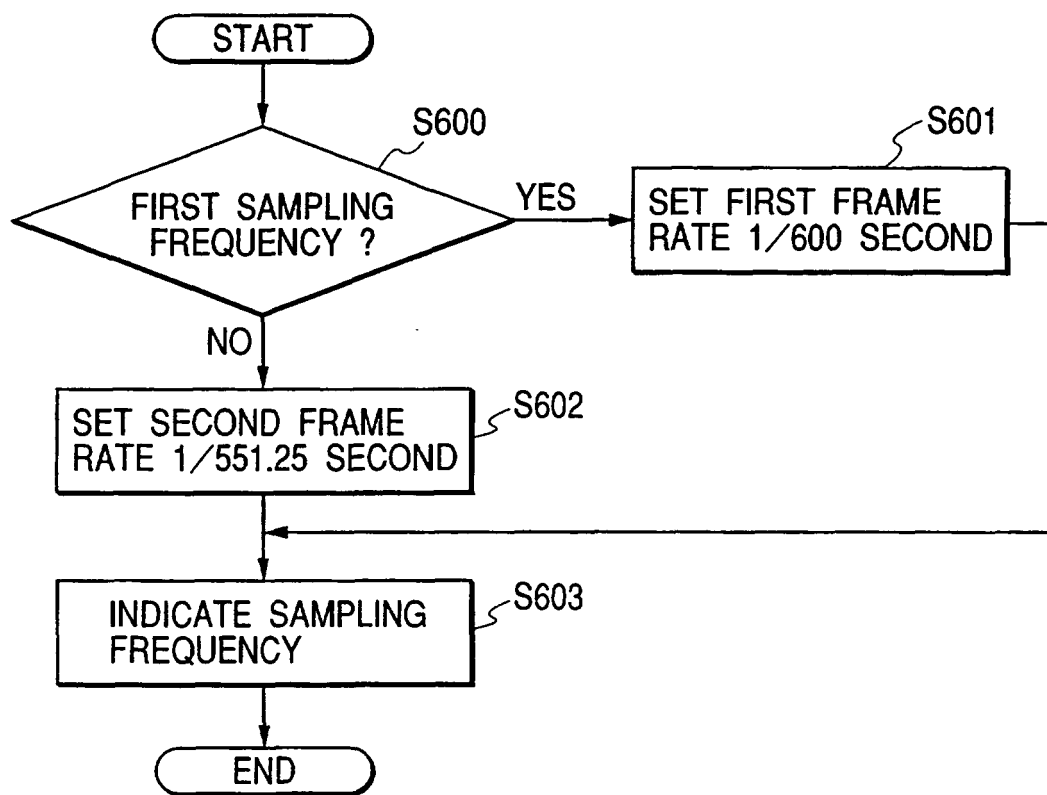 START
S600
FIRST SAMPLING
FREQUENCY ?
YES
S601
SET FIRST FRAME
RATE 1/600 SECOND
NO
S602
SET SECOND FRAME
RATE 1/551.25 SECOND
S603
INDICATE SAMPLING
FREQUENCY
END